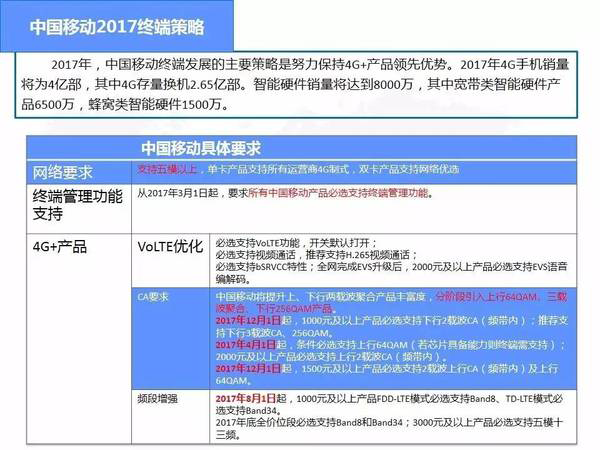 中国移动2017终端策略
2017年，中国移动终端发展的主要策略是努力保持4G+产品领先优势。2017年4G手机销量
将为4亿部，其中4G存量换机2.65亿部。智能硬件销量将达到8000万，其中宽带类智能硬件产
品6500万，蜂窝类智能硬件1500万。
中国移动具体要求
网络要求
支持五模以上，单卡产品支持所有运营商4G制式，双卡产品支持网络优选
终端管理功能
支持
从2017年3月1日起，要求所有中国移动产品必选支持终端管理功能。
4G+产品
VoLTE优化
必选支持VoLTE功能，开关默认打开；
必选支持视频通话，推荐支持H.265视频通话；
必选支持bSRVCC特性；全网完成EVS升级后，2000元及以上产品必选支持EVS语音
编解码。
CA要求
中国移动将提升上、下行两载波聚合产品丰富度，分阶段引入上行64QAM、三载
波聚合、下行256QAM产品。
2017年12月1日起，1000元及以上产品必选支持下行2载波CA（频带内）；推荐支
持下行3载波CA、256QAM。
2017年4月1日起，条件必选支持上行64QAM（若芯片具备能力则终端需支持）；
2000元及以上产品必选支持上行2载波CA（频带内）。
2017年12月1日起，1500元及以上产品必选支持2载波上行CA（频带内）及上行
64QAM。
频段增强
2017年8月1日起，1000元及以上产品FDD-LTE模式必选支持Band8、TD-LTE模式必
选支持Band34。
2017年底全价位段必选支持Band8和Band34；3000元及以上产品必选支持五模十
三频。